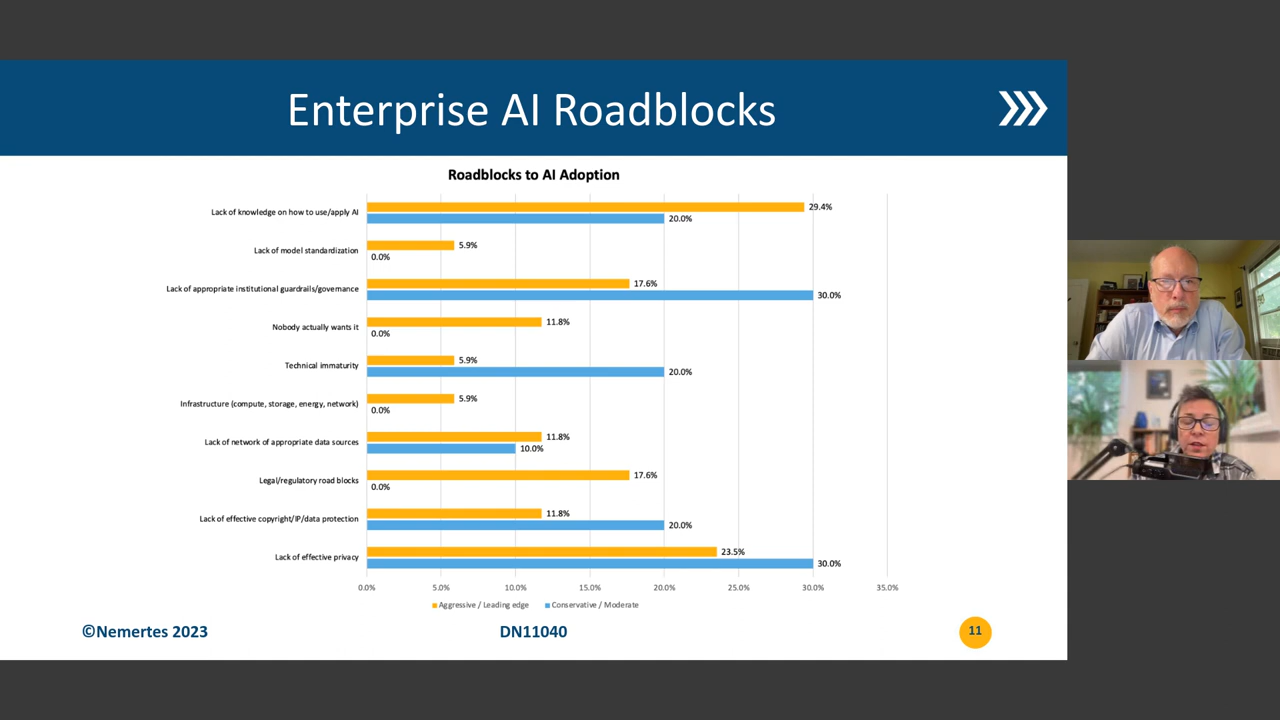 Enterprise AI Roadblocks
Roadblocks to AI Adoption
Lack of knowledge on how to use/apply AI
29.4%
20.0%
Lack of model standardization
5.9%
0.0%
Lack of appropriate institutional guardrails/governance
17.6%
30.0%
Nobody actually wants it
11.8%
0.0%
Technical immaturity
5.9%
20.0%
Infrastructure (compute, storage, energy, network)
5.9%
0.0%
Lack of network of appropriate data sources
11.8%
10.0%
Legal/regulatory road blocks
17.6%
0.0%
Lack of effective copyright/IP/data protection
11.8%
20.0%
Lack of effective privacy
23.5%
30.0%
0.0% 5.0% 10.0% 15.0% 20.0% 25.0% 30.0% 35.0%
Aggressive / Leading edge Conservative / Moderate
©Nemertes 2023 DN11040 11